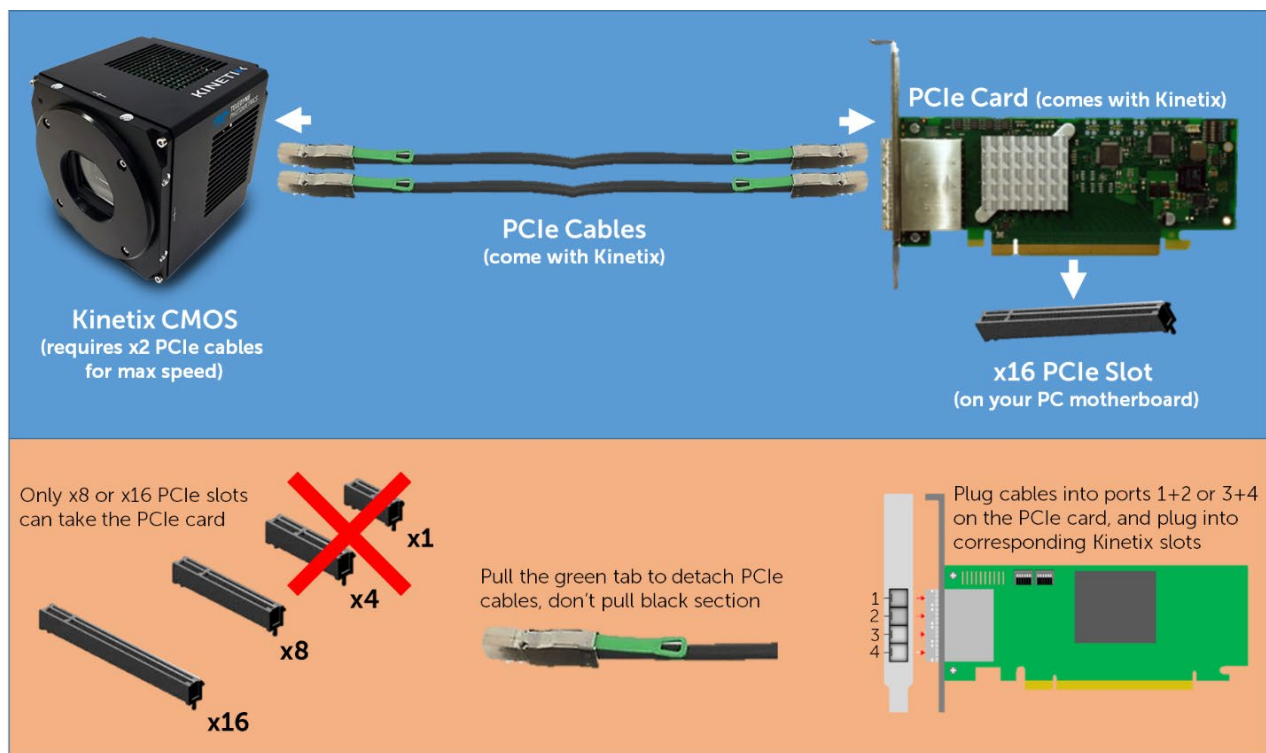 KINETIX
TELEDYNE
PHOTOMETRICS
PCIe Card (comes with Kinetix)
PCIe Cables
(come with Kinetix)
Kinetix CMOS
(requires x2 PCIe cables
for max speed)
x16 PCIe Slot
(on your PC motherboard)
Only x8 or x16 PCIe slots
can take the PCIe card
x1
x4
x8
x16
Pull the green tab to detach PCIe
cables, don't pull black section
Plug cables into ports 1+2 or 3+4
on the PCIe card, and plug into
corresponding Kinetix slots
1
2
3
4